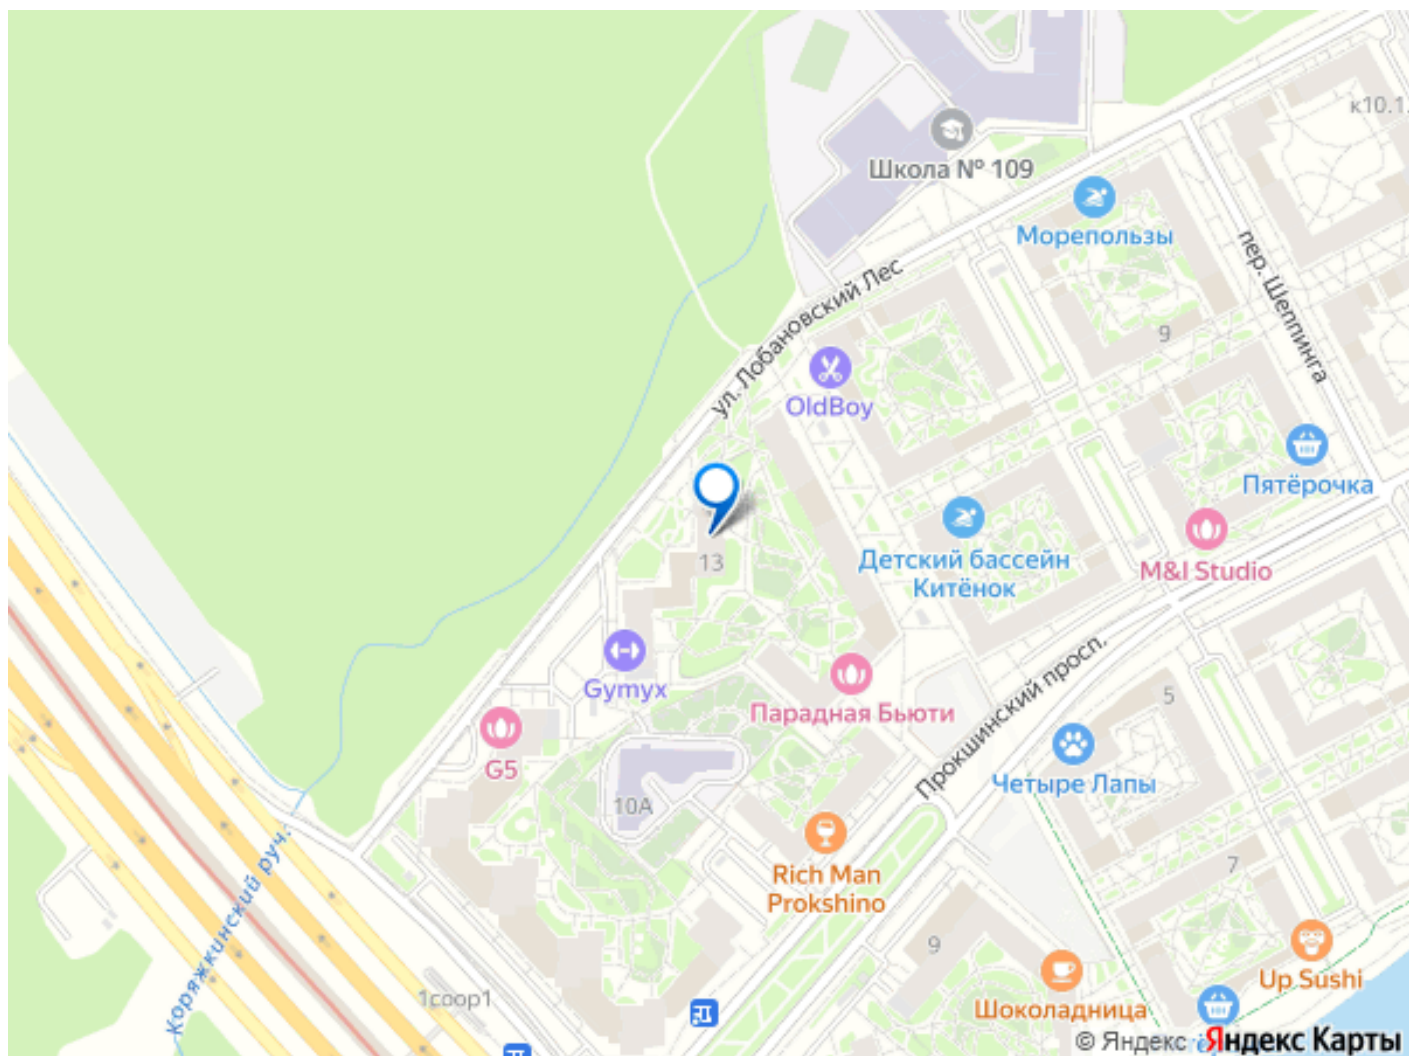 к10.1.
Школа № 109
Морепользы
пер. Шеппинга
ул. Лобановский Лес
9
OldBoy
Пятёрочка
Детский бассейн
Китёнок
M&I Studio
13
Gymyx
Парадная Бьюти
Прокшинский просп.
5
G5
Четыре Лапы
10А
Rich Man
Prokshino
Коряжкинский руч.
7
9
Up Sushi
1соор1
Шоколадница
© Яндекс Яндекс Карты